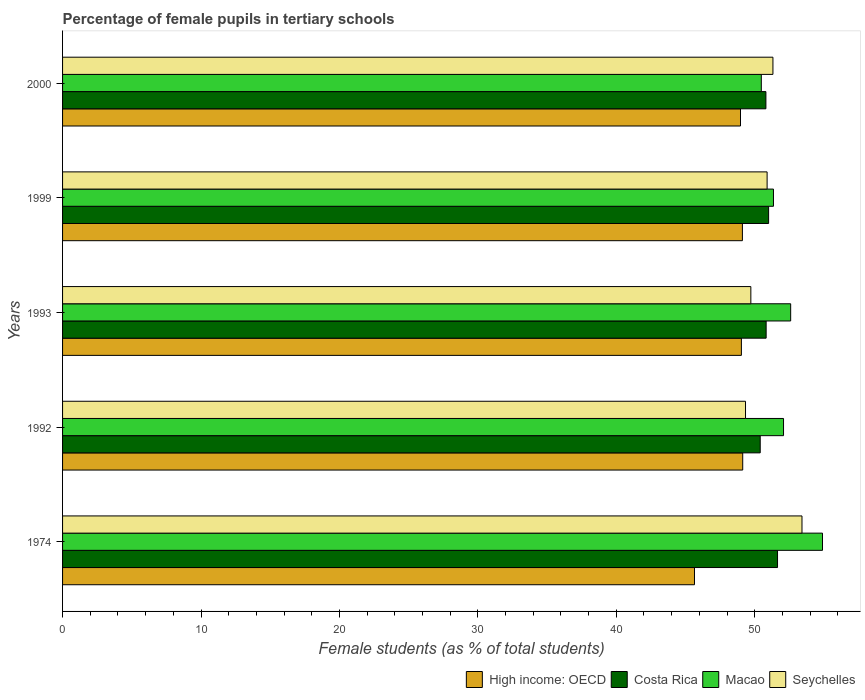 Percentage of female pupils in tertiary schools
2000
1999
1993
1992
1974
Years
0 10 20 30 40 50
Female students (as % of total students)
High income: OECD Costa Rica Macao Seychelles